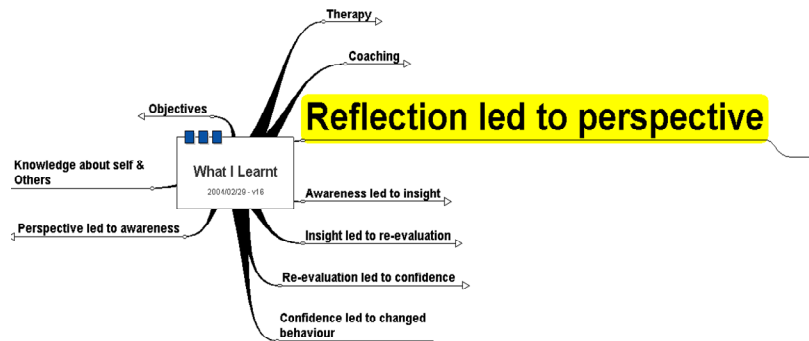 Therapy
Coaching
Objectives
Reflection led to perspective
Knowledge about self &
Others
What I Learnt
2004/02/29 - v16
Awareness led to insight
Perspective led to awareness
Insight led to re-evaluation
Re-evaluation led to confidence
Confidence led to changed
behaviour